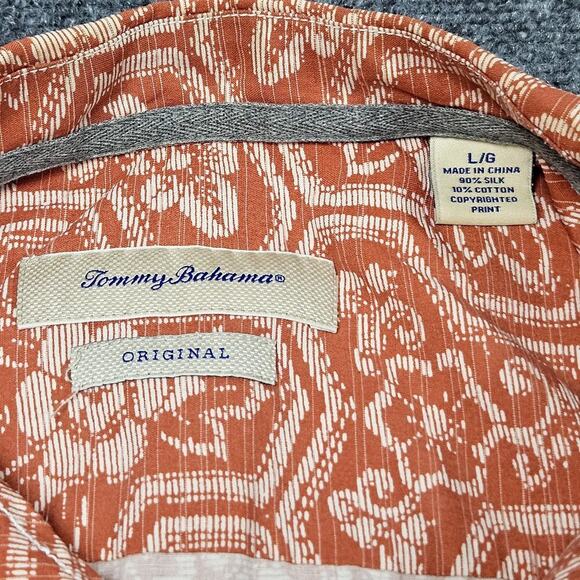 L/G
MADE IN CHINA
90% SILK
10% COTTON
COPYRIGHTED
PRINT
Tommy Bahama®
ORIGINAL